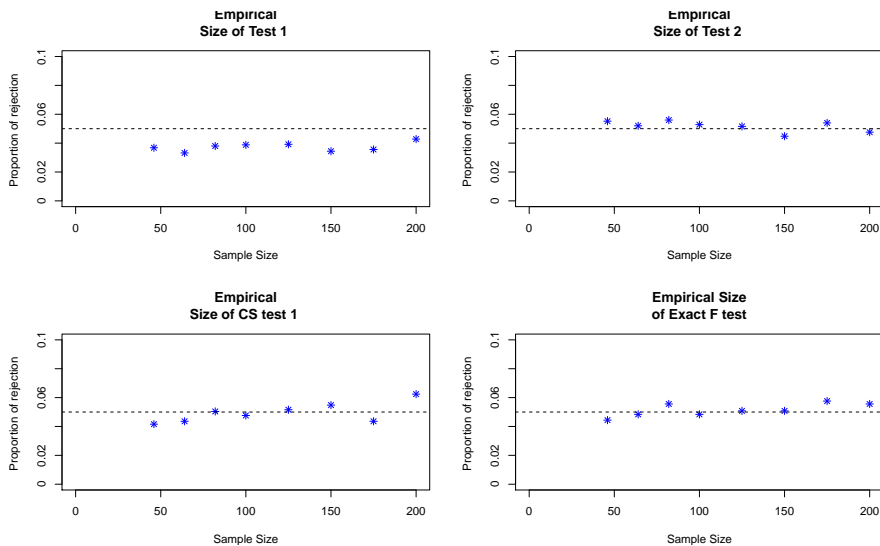 Empirical
Size of Test 1
Proportion of rejection
0.1
0.06
0.02
0
0
50
100
150
200
Sample Size
Empirical
Size of Test 2
Proportion of rejection
0.1
0.06
0.02
0
0
50
100
150
200
Sample Size
Empirical
Size of CS test 1
Proportion of rejection
0.1
0.06
0.02
0
0
50
100
150
200
Sample Size
Empirical Size
of Exact F test
Proportion of rejection
0.1
0.06
0.02
0
0
50
100
150
200
Sample Size